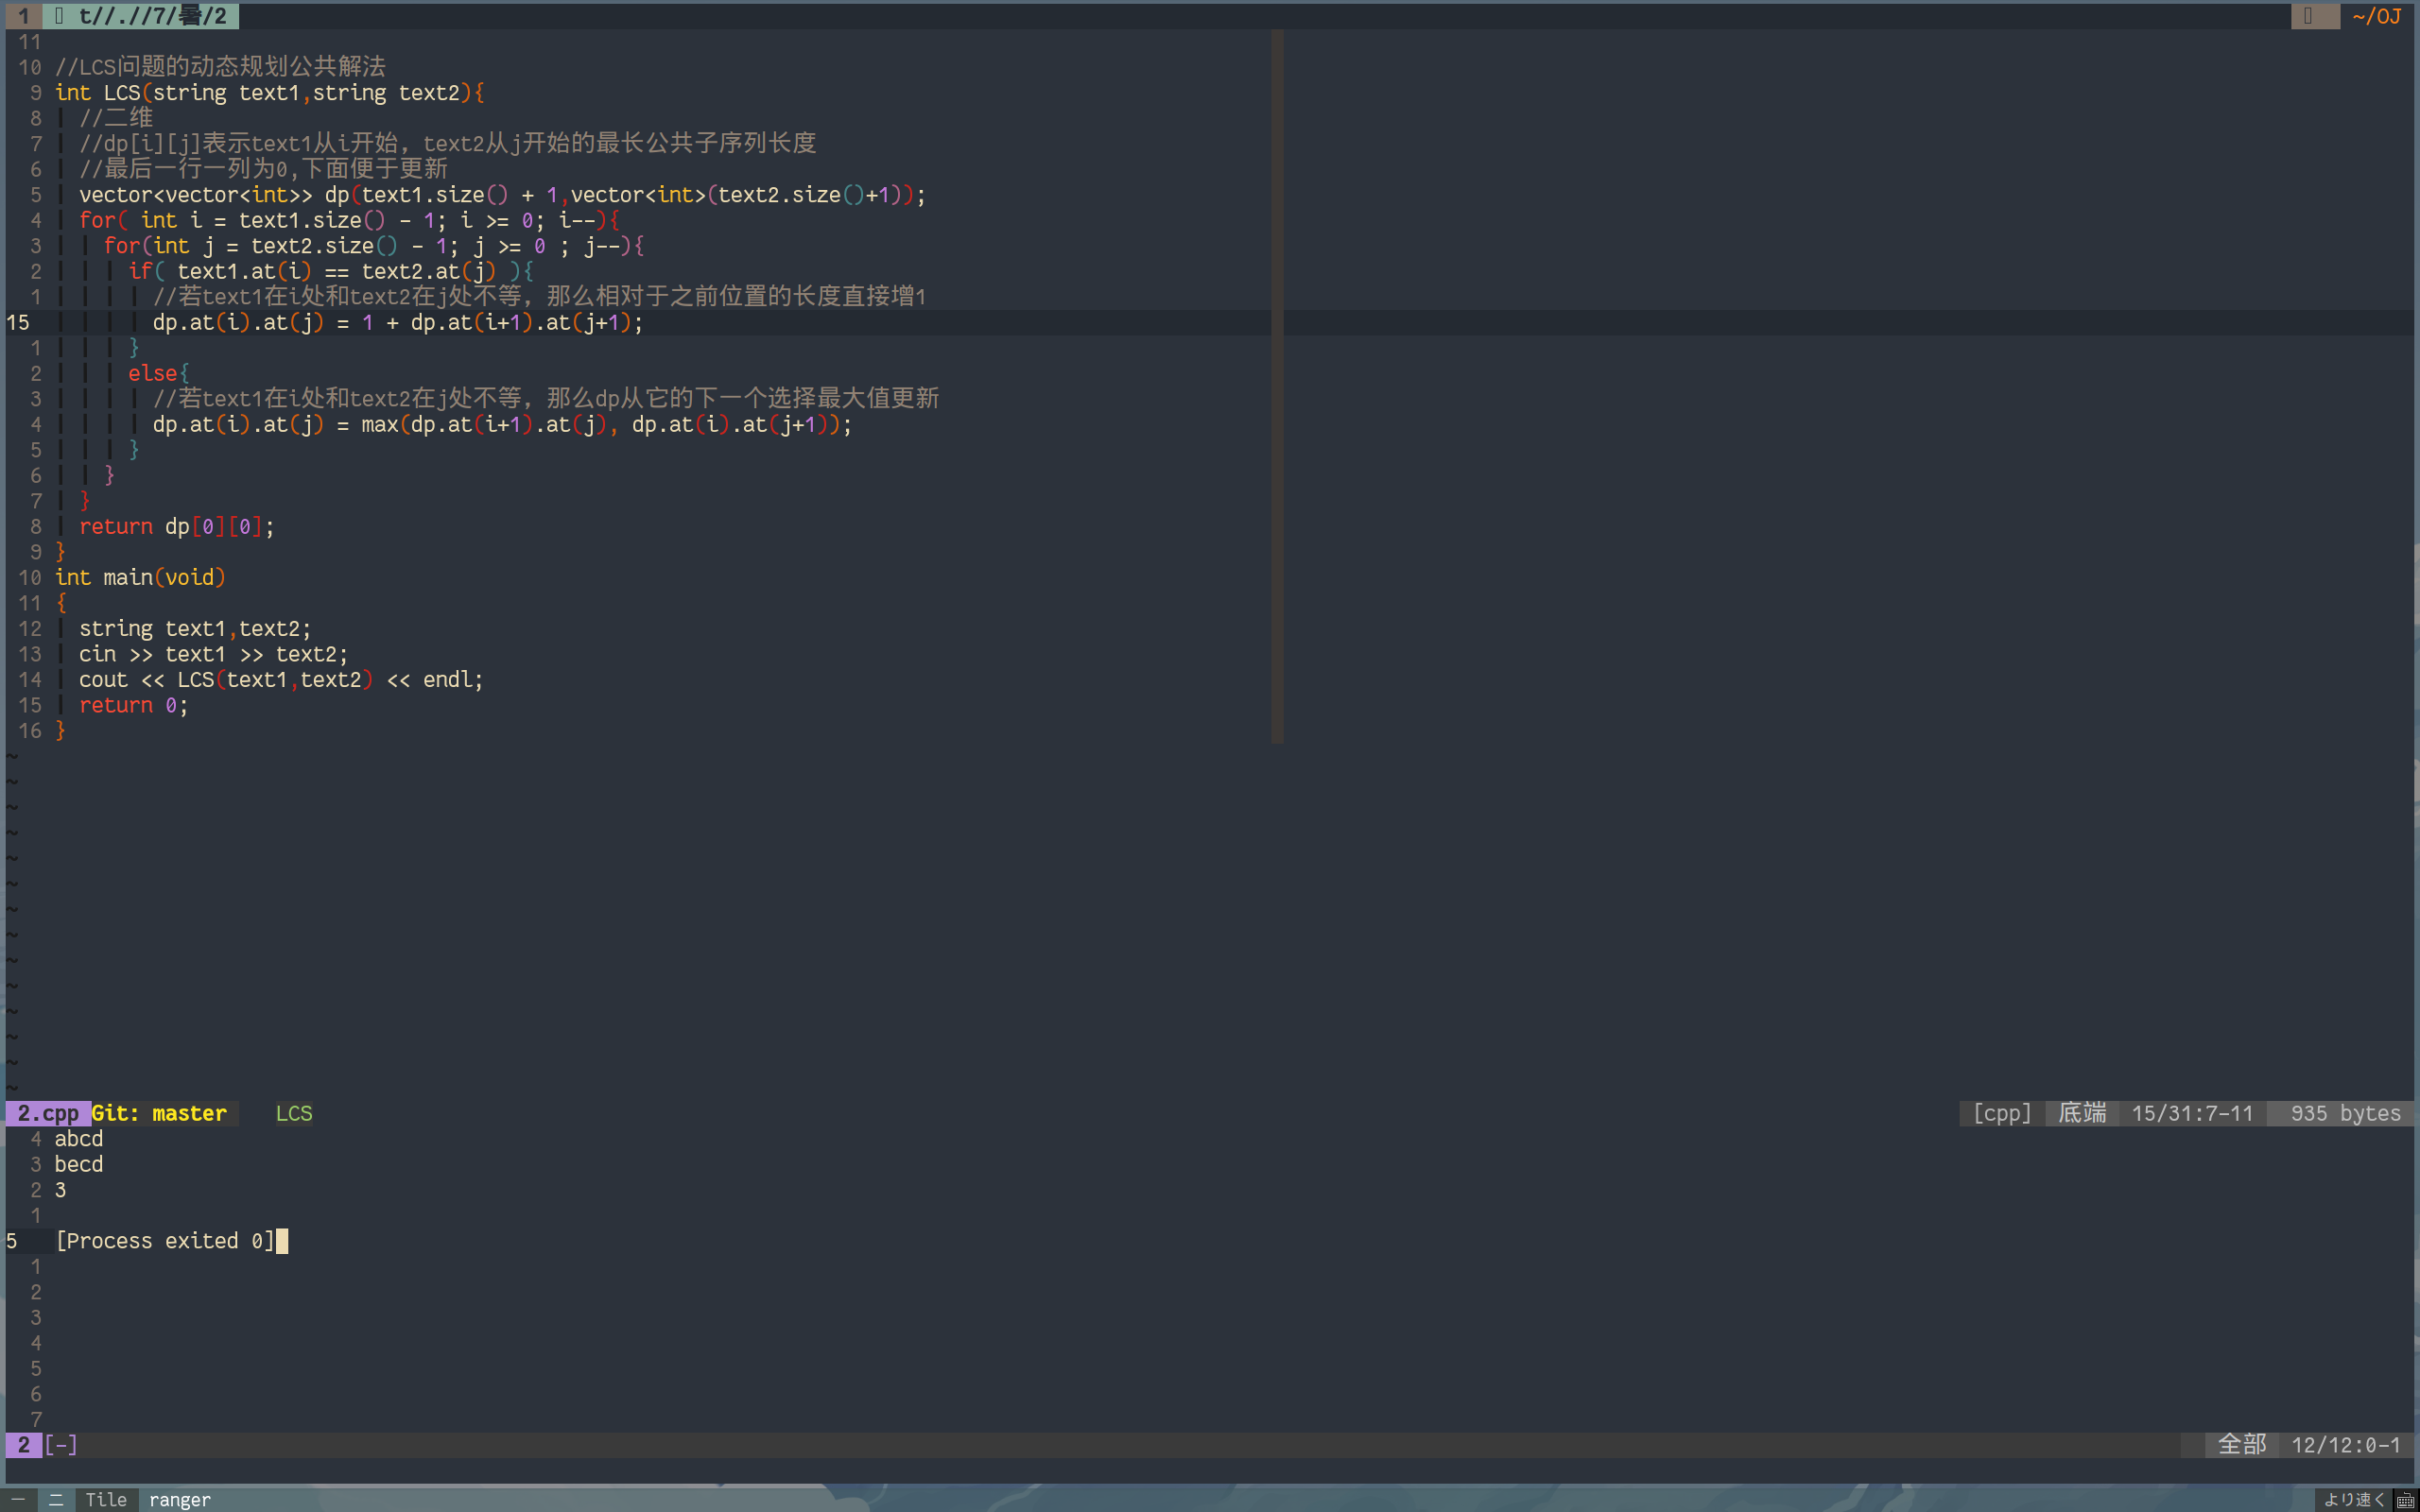 1 t//.//7/暑/2 ~/OJ
11
10 //LCS问题的动态规划公共解法
9 int LCS(string text1,string text2){
8 //二维
7 //dp[i][j]表示text1从i开始，text2从j开始的最长公共子序列长度
6 //最后一行一列为0,下面便于更新
5 vector<vector<int>> dp(text1.size() + 1,vector<int>(text2.size()+1));
4 for( int i = text1.size() - 1; i >= 0; i--){
3 for(int j = text2.size() - 1; j >= 0 ; j--){
2 if( text1.at(i) == text2.at(j) ){
1 //若text1在i处和text2在j处不等，那么相对于之前位置的长度直接增1
15 dp.at(i).at(j) = 1 + dp.at(i+1).at(j+1);
1 }
2 else{
3 //若text1在i处和text2在j处不等，那么dp从它的下一个选择最大值更新
4 dp.at(i).at(j) = max(dp.at(i+1).at(j), dp.at(i).at(j+1));
5 }
6 }
7 }
8 return dp[0][0];
9 }
10 int main(void)
11 {
12 string text1,text2;
13 cin >> text1 >> text2;
14 cout << LCS(text1,text2) << endl;
15 return 0;
16 }
~
~
~
~
~
~
~
~
~
~
~
~
~
~
2.cpp Git: master LCS [cpp] 底端 15/31:7-11 935 bytes
4 abcd
3 becd
2 3
1
5 [Process exited 0]
1
2
3
4
5
6
7
2 [-] 全部 12/12:0-1
一 二 Tile ranger より速く